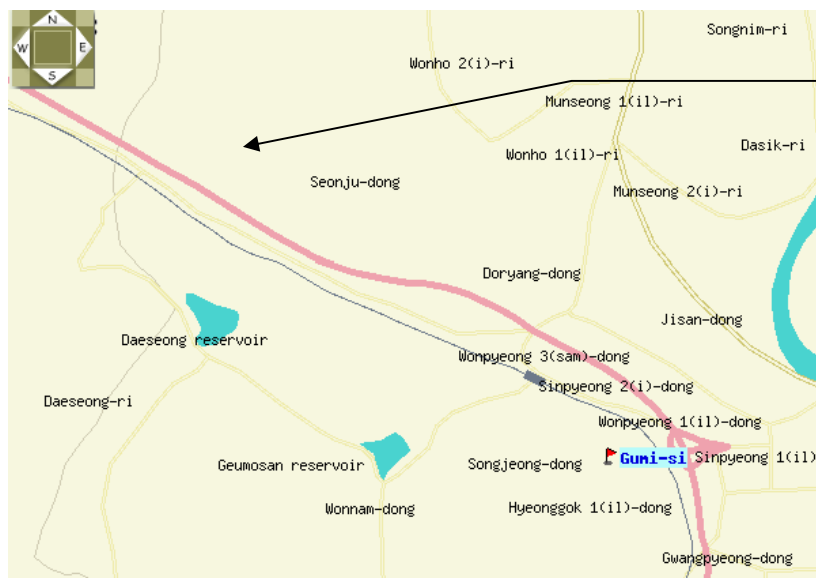 N
W E
S
Songnim-ri
Wonho 2(i)-ri
Munseong 1(il)-ri
Dasik-ri
Wonho 1(il)-ri
Seonju-dong
Munseong 2(i)-ri
Doryang-dong
Jisan-dong
Daeseong reservoir
Wonpyeong 3(sam)-dong
Sinpyeong 2(i)-dong
Daeseong-ri
Wonpyeong 1(il)-dong
Gumi-si
Sinpyeong 1(il)
Geumosan reservoir
Songjeong-dong
Wonnam-dong
Hyeonggok 1(il)-dong
Gwangpyeong-dong